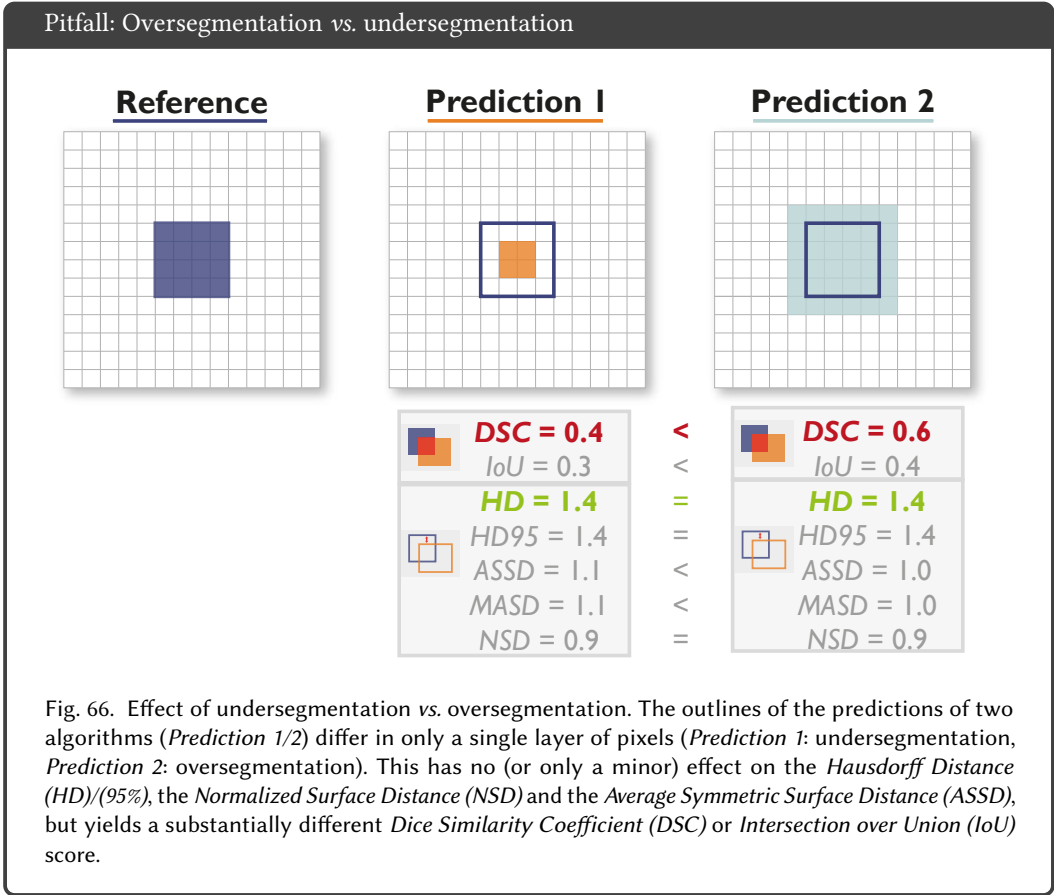 Pitfall: Oversegmentation vs. undersegmentation
Reference
Prediction 1
Prediction 2
DSC = 0.4 < DSC = 0.6
IoU = 0.3 < IoU = 0.4
HD = 1.4 = HD = 1.4
HD95 = 1.4 = HD95 = 1.4
ASSD = 1.1 < ASSD = 1.0
MASD = 1.1 < MASD = 1.0
NSD = 0.9 = NSD = 0.9
Fig. 66. Effect of undersegmentation vs. oversegmentation. The outlines of the predictions of two
algorithms (Prediction 1/2) differ in only a single layer of pixels (Prediction 1: undersegmentation,
Prediction 2: oversegmentation). This has no (or only a minor) effect on the Hausdorff Distance
(HD)/(95%), the Normalized Surface Distance (NSD) and the Average Symmetric Surface Distance (ASSD),
but yields a substantially different Dice Similarity Coefficient (DSC) or Intersection over Union (IoU)
score.